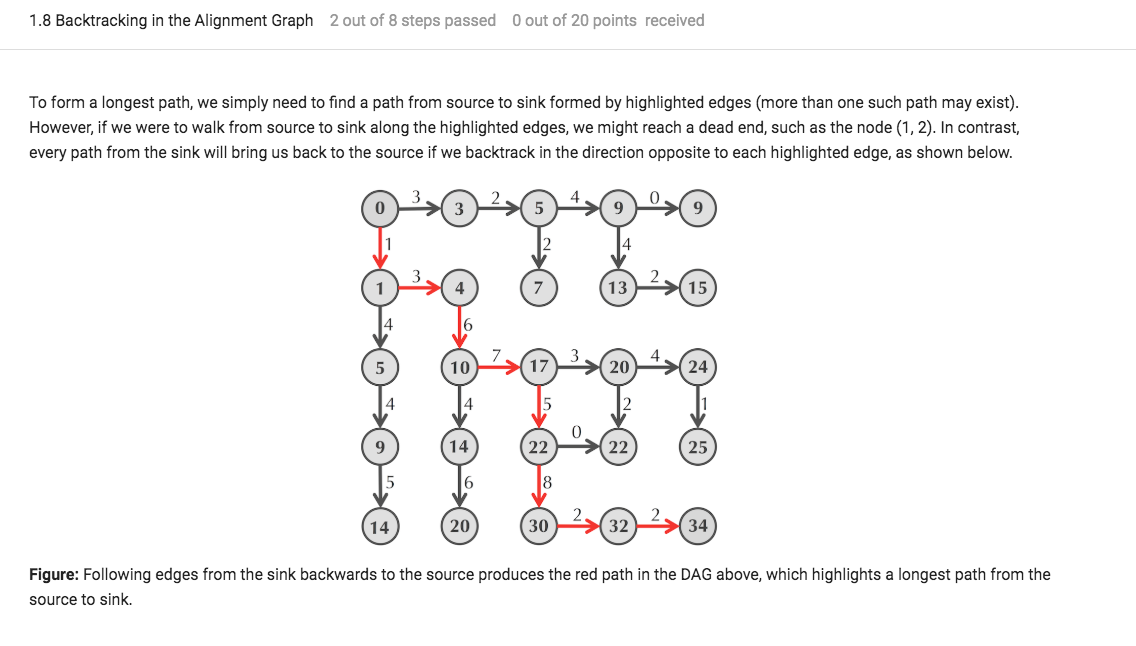 1.8 Backtracking in the Alignment Graph 2 out of 8 steps passed 0 out of 20 points received
To form a longest path, we simply need to find a path from source to sink formed by highlighted edges (more than one such path may exist).
However, if we were to walk from source to sink along the highlighted edges, we might reach a dead end, such as the node (1, 2). In contrast,
every path from the sink will bring us back to the source if we backtrack in the direction opposite to each highlighted edge, as shown below.
3 2 4 0
0 3 5 9 9
1 2 4
3 2
1 4 7 13 15
4 6
7 3 4
5 10 17 20 24
4 4 5 2 1
0
9 14 22 22 25
5 6 8
2 2
14 20 30 32 34
Figure: Following edges from the sink backwards to the source produces the red path in the DAG above, which highlights a longest path from the
source to sink.